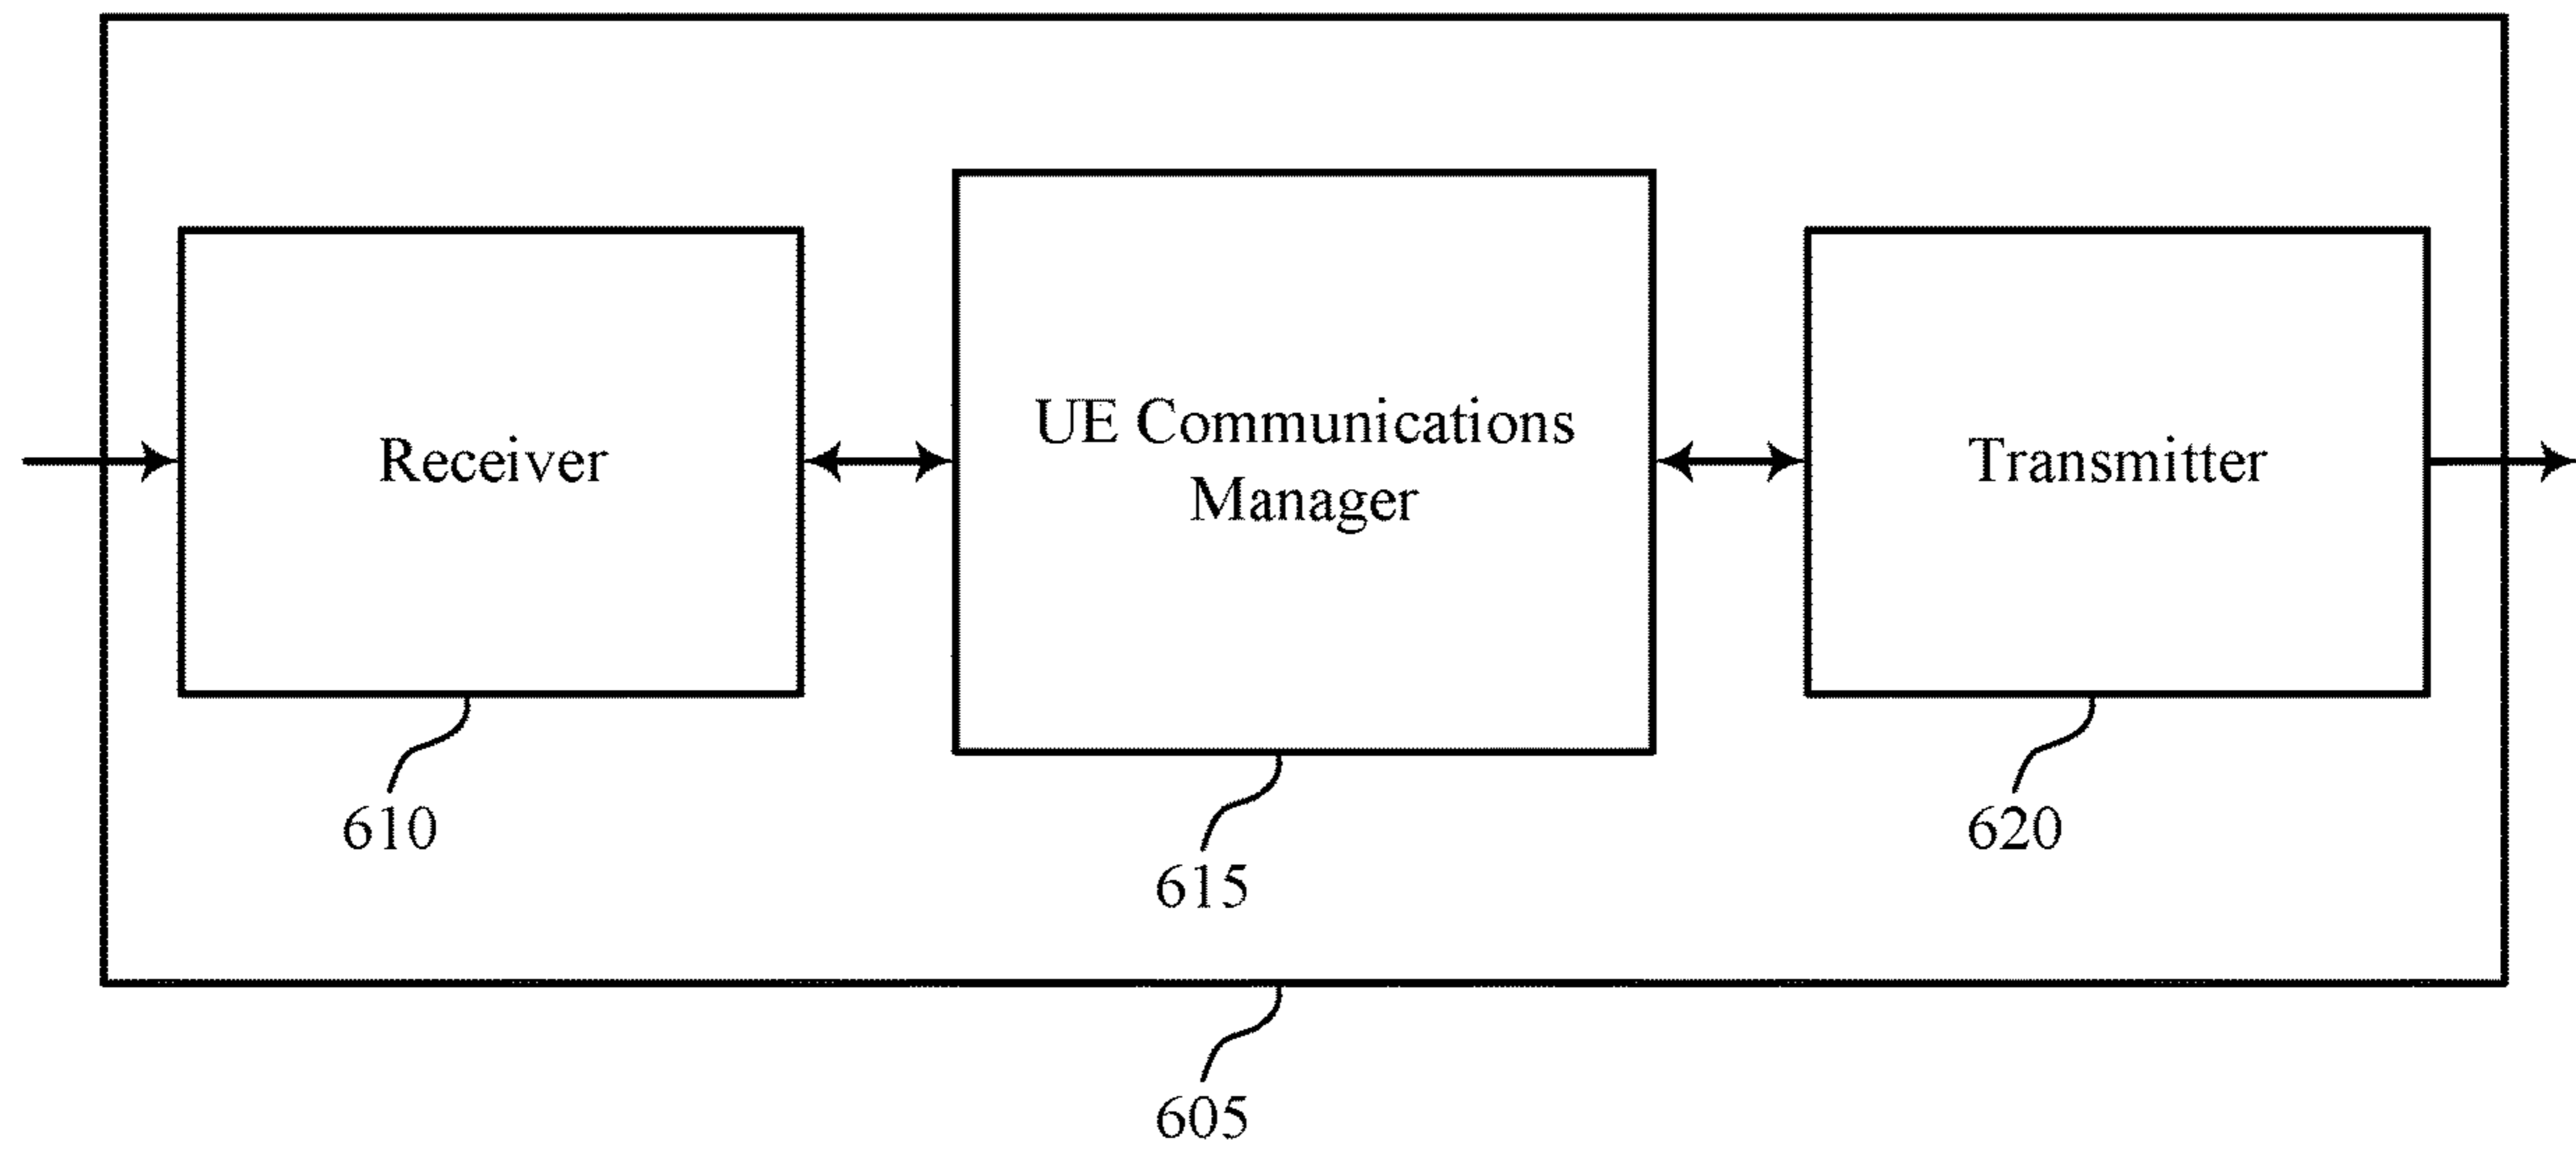 Receiver
UE Communications
Manager
Transmitter
610
615
620
605